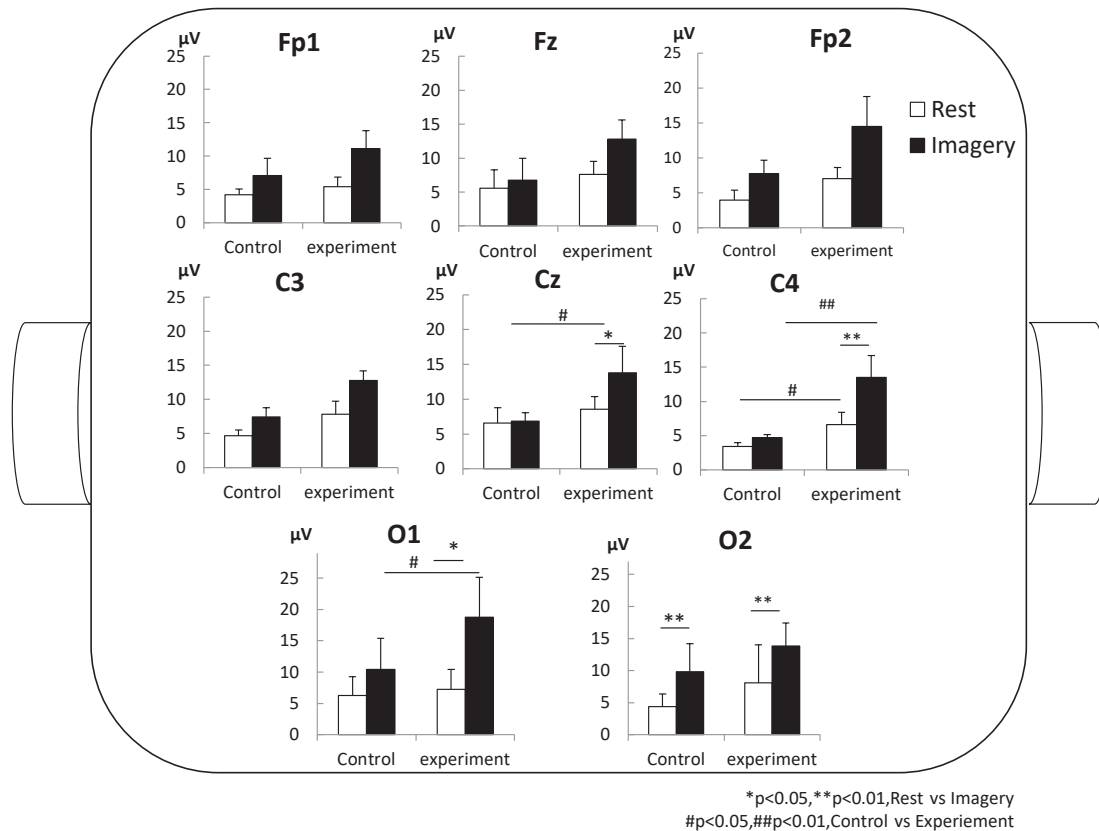 Fp1
µV
25
20
15
10
5
0
Control experiment
Fz
µV
25
20
15
10
5
0
Control experiment
Fp2
µV
25
20
15
10
5
0
Control experiment
Rest
Imagery
C3
µV
25
20
15
10
5
0
Control experiment
Cz
µV
25
20
15
10
5
0
#
*
Control experiment
C4
µV
25
20
15
10
5
0
##
**
#
Control experiment
O1
µV
25
20
15
10
5
0
# *
Control experiment
O2
µV
25
20
15
10
5
0
**
**
Control experiment
*p<0.05,**p<0.01,Rest vs Imagery
#p<0.05,##p<0.01,Control vs Experiement